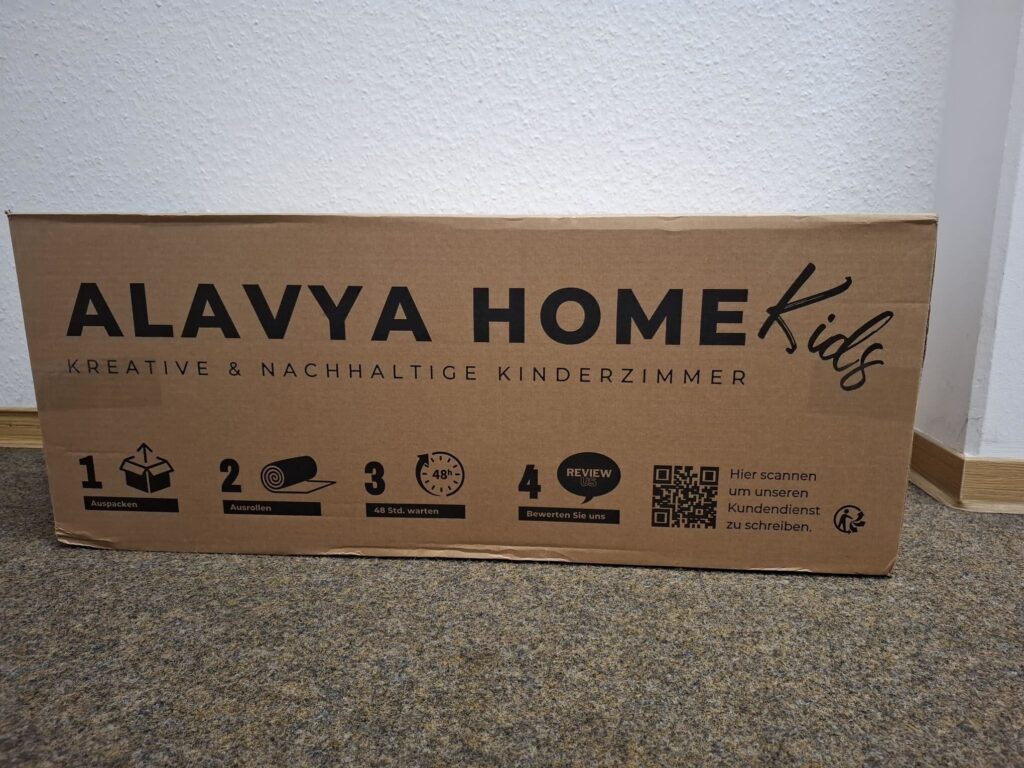 ALAVYA HOME Kids
KREATIVE & NACHHALTIGE KINDERZIMMER
1
Auspacken
2
Ausrollen
3
48h
48 Std. warten
4
REVIEW
US
Bewerten Sie uns
Hier scannen
um unseren
Kundendienst
zu schreiben.